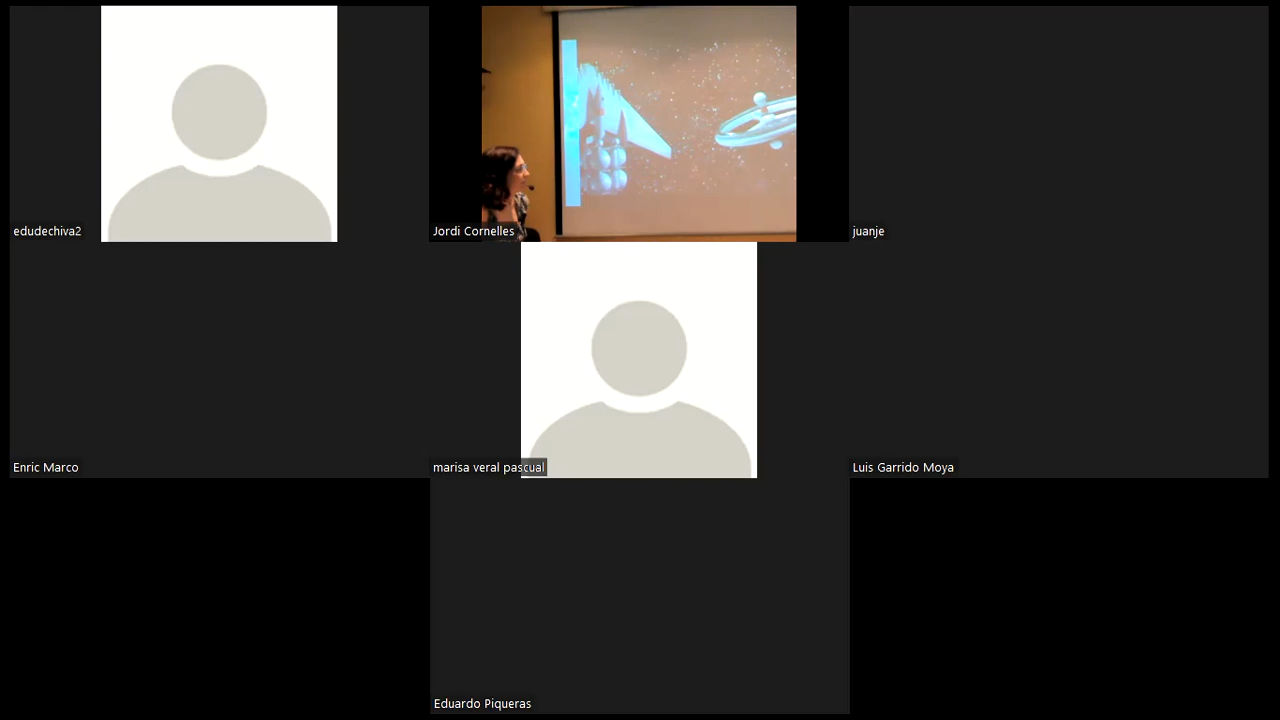 edudechiva2
Jordi Cornelles
juanje
Enric Marco
marisa veral pascual
Luis Garrido Moya
Eduardo Piqueras